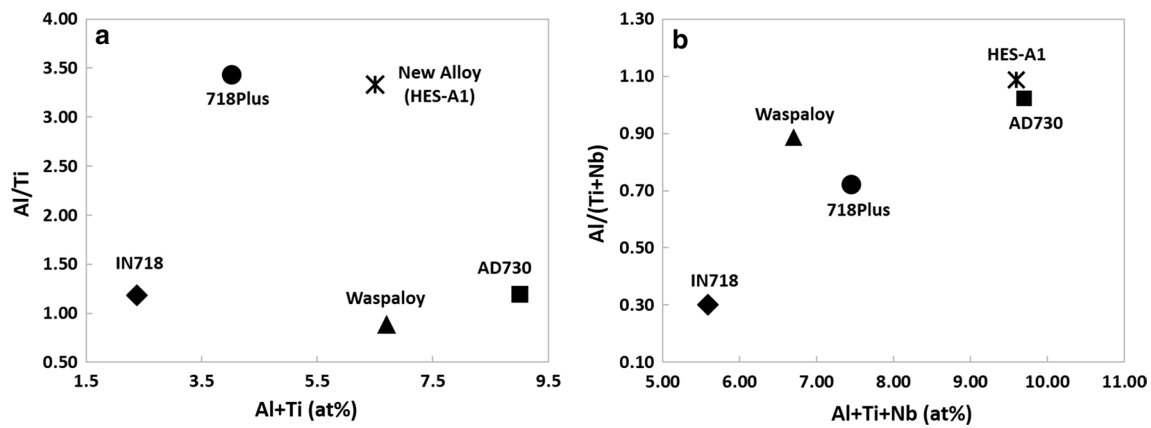 a
4.00
3.50
3.00
2.50
2.00
1.50
1.00
0.50
Al/Ti
718Plus
New Alloy
(HES-A1)
IN718
Waspaloy
AD730
1.5 3.5 5.5 7.5 9.5
Al+Ti (at%)
b
1.30
1.10
0.90
0.70
0.50
0.30
0.10
Al/(Ti+Nb)
HES-A1
AD730
Waspaloy
718Plus
IN718
5.00 6.00 7.00 8.00 9.00 10.00 11.00
Al+Ti+Nb (at%)